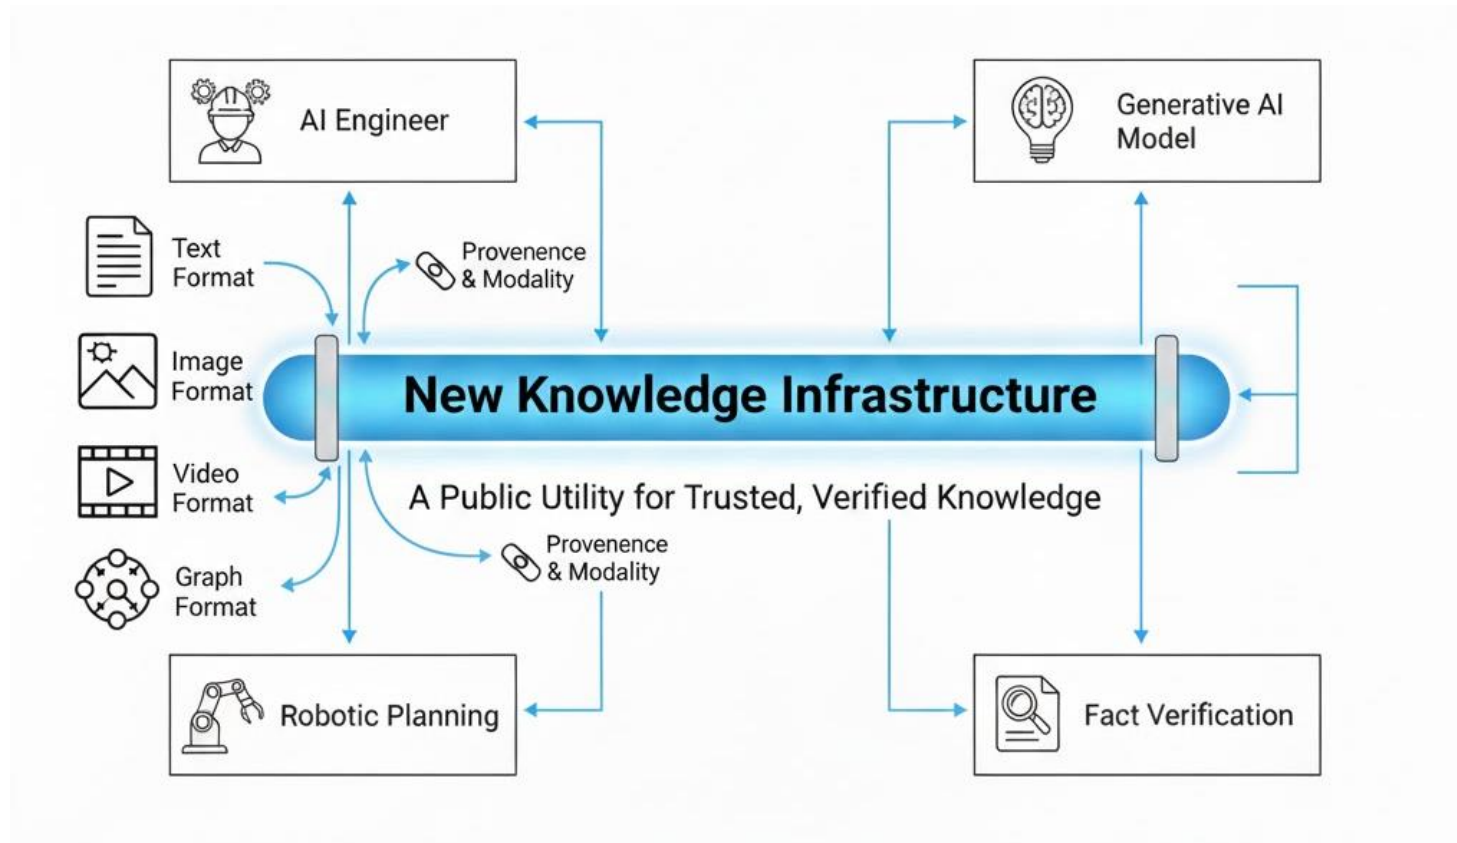 AI Engineer
Generative AI
Model
Text
Format
Provenence
& Modality
Image
Format
New Knowledge Infrastructure
Video
Format
A Public Utility for Trusted, Verified Knowledge
Provenence
& Modality
Graph
Format
Robotic Planning
Fact Verification